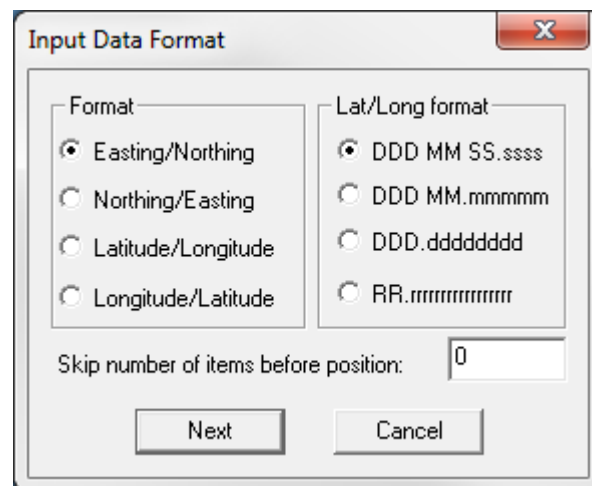 Input Data Format
Format
Easting/Northing
Northing/Easting
Latitude/Longitude
Longitude/Latitude
Lat/Long format
DDD MM SS.ssss
DDD MM.mmmmm
DDD.dddddddd
RR.rrrrrrrrrrrrrrrr
Skip number of items before position: 0
Next Cancel